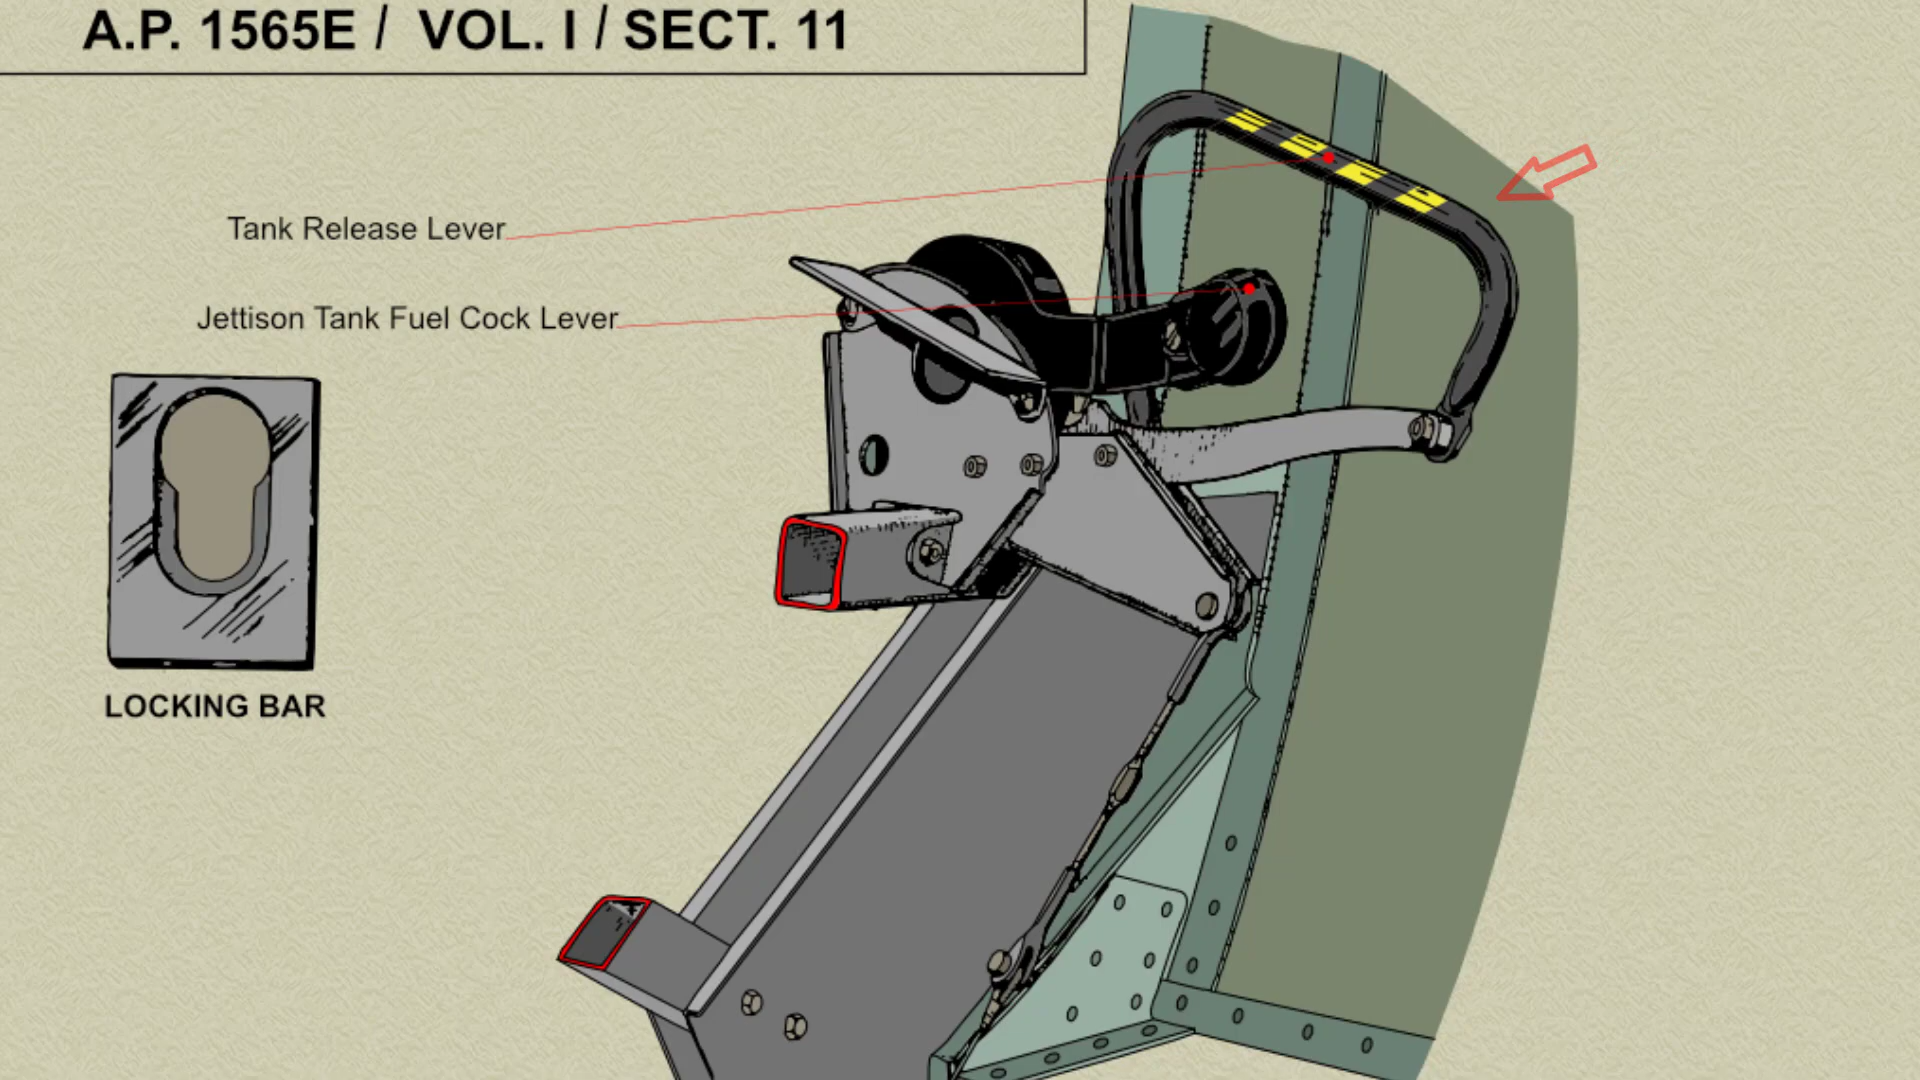 A.P. 1565E / VOL. I / SECT. 11
Tank Release Lever
Jettison Tank Fuel Cock Lever
LOCKING BAR